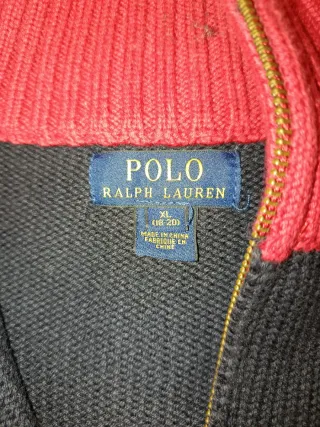 POLO
RALPH LAUREN
XL
(18-20)
MADE IN CHINA
FABRIQUÉ EN
CHINE